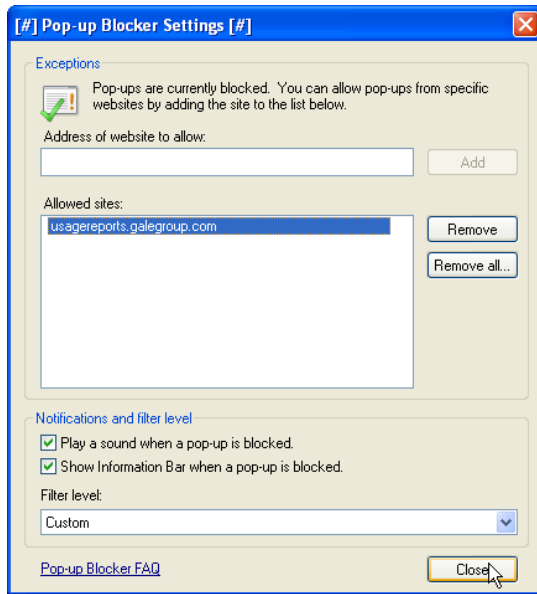 [#] Pop-up Blocker Settings [#]
Exceptions
Pop-ups are currently blocked. You can allow pop-ups from specific
websites by adding the site to the list below.
Address of website to allow:
Add
Allowed sites:
usagereports.galegroup.com
Remove
Remove all...
Notifications and filter level
Play a sound when a pop-up is blocked.
Show Information Bar when a pop-up is blocked.
Filter level:
Custom
Pop-up Blocker FAQ
Close